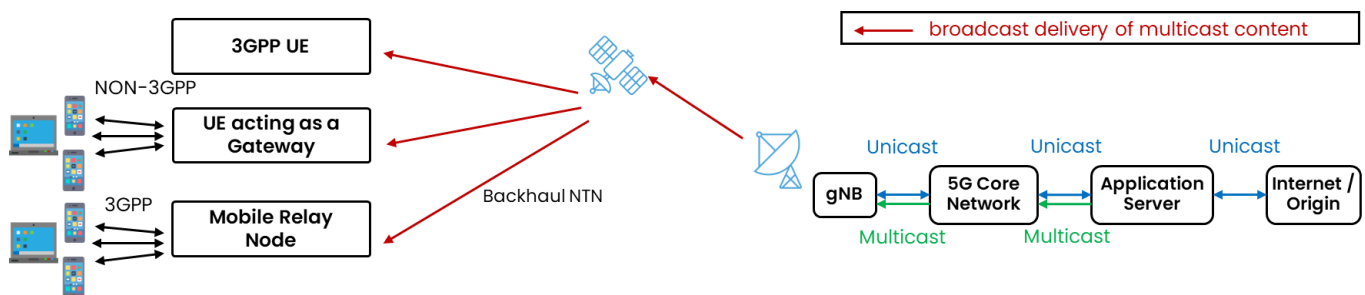 broadcast delivery of multicast content
3GPP UE
NON-3GPP
UE acting as a
Gateway
3GPP
Mobile Relay
Node
Backhaul NTN
Unicast
Unicast
Unicast
gNB
5G Core
Network
Application
Server
Internet /
Origin
Multicast
Multicast